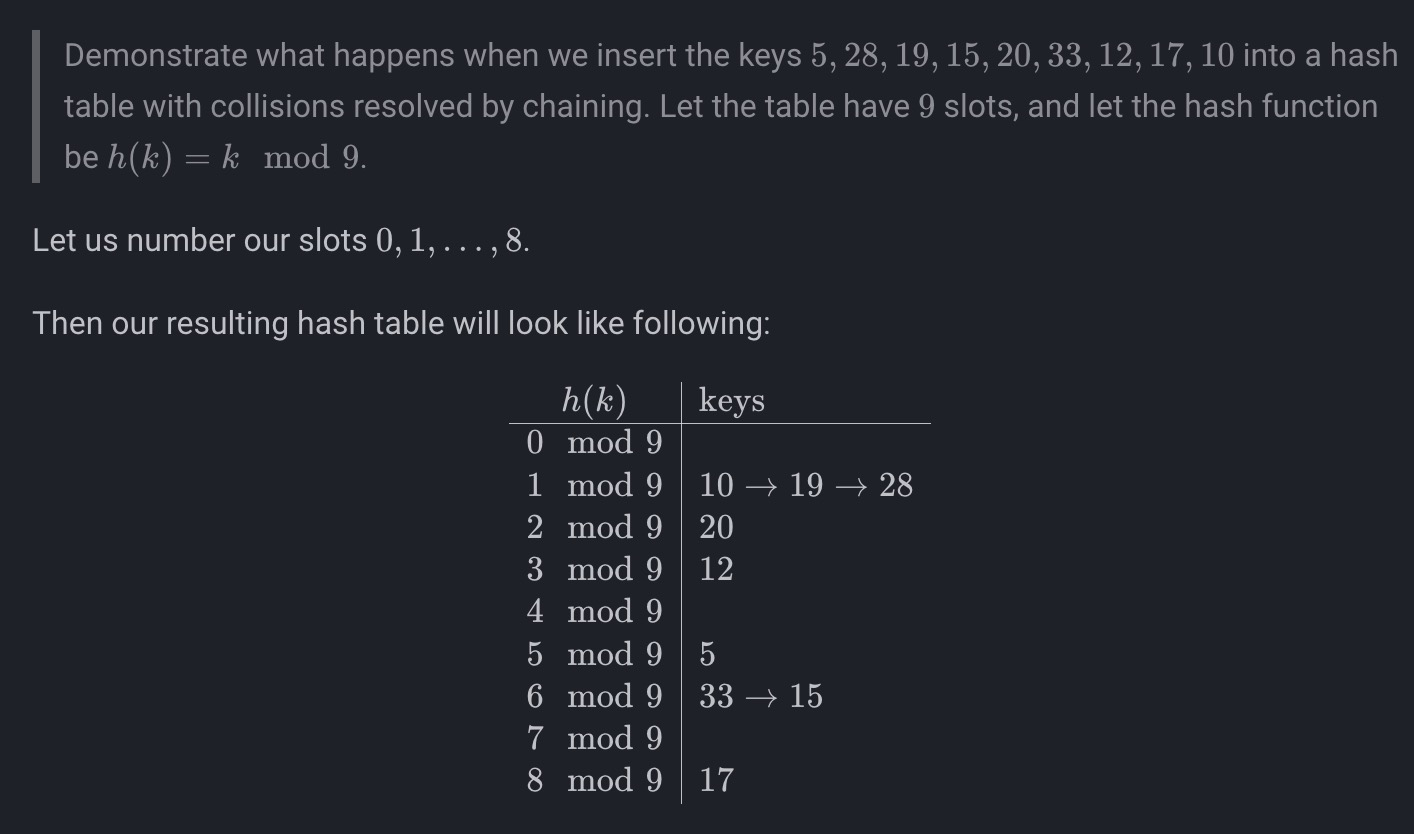 Demonstrate what happens when we insert the keys 5, 28, 19, 15, 20, 33, 12, 17, 10 into a hash
table with collisions resolved by chaining. Let the table have 9 slots, and let the hash function
be h(k) = k mod 9.
Let us number our slots 0, 1, . . . , 8.
Then our resulting hash table will look like following:
h(k) keys
0 mod 9
1 mod 9 10 → 19 → 28
2 mod 9 20
3 mod 9 12
4 mod 9
5 mod 9 5
6 mod 9 33 → 15
7 mod 9
8 mod 9 17